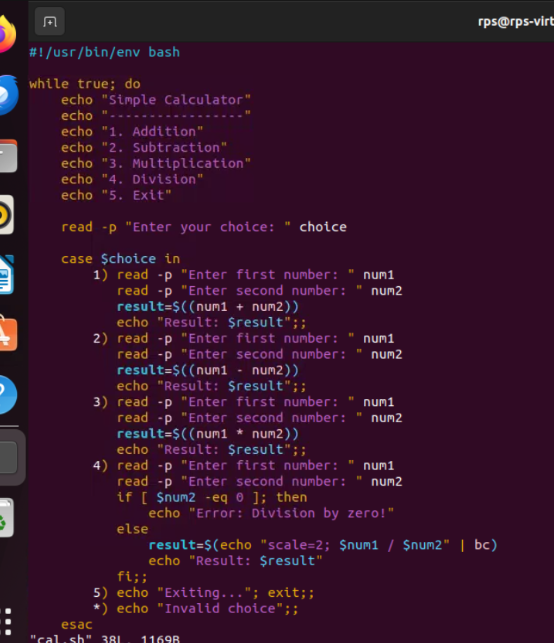 rps@rps-virt
#!/usr/bin/env bash

while true; do
    echo "Simple Calculator"
    echo "-----------------"
    echo "1. Addition"
    echo "2. Subtraction"
    echo "3. Multiplication"
    echo "4. Division"
    echo "5. Exit"

    read -p "Enter your choice: " choice

    case $choice in
        1) read -p "Enter first number: " num1
           read -p "Enter second number: " num2
           result=$((num1 + num2))
           echo "Result: $result";;
        2) read -p "Enter first number: " num1
           read -p "Enter second number: " num2
           result=$((num1 - num2))
           echo "Result: $result";;
        3) read -p "Enter first number: " num1
           read -p "Enter second number: " num2
           result=$((num1 * num2))
           echo "Result: $result";;
        4) read -p "Enter first number: " num1
           read -p "Enter second number: " num2
           if [ $num2 -eq 0 ]; then
               echo "Error: Division by zero!"
           else
               result=$(echo "scale=2; $num1 / $num2" | bc)
               echo "Result: $result"
           fi;;
        5) echo "Exiting..."; exit;;
        *) echo "Invalid choice";;
    esac
"cal.sh" 38L, 1169B